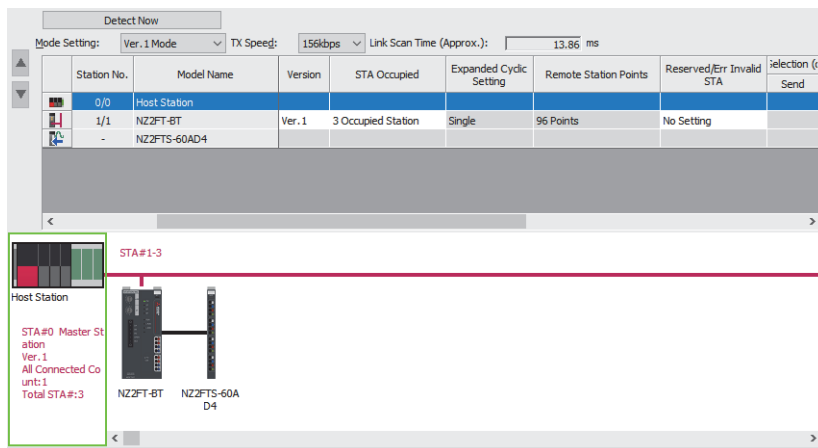 Detect Now
Mode Setting: Ver.1 Mode TX Speed: 156kbps Link Scan Time (Approx.): 13.86 ms
Station No. Model Name Version STA Occupied Expanded Cyclic Setting Remote Station Points Reserved/Err Invalid STA Send
0/0 Host Station
1/1 NZ2FT-BT Ver.1 3 Occupied Station Single 96 Points No Setting
- NZ2FTS-60AD4
STA#1-3
Host Station
STA#0 Master St
ation
Ver.1
All Connected Co
unt:1
Total STA#:3
NZ2FT-BT
NZ2FTS-60A
D4